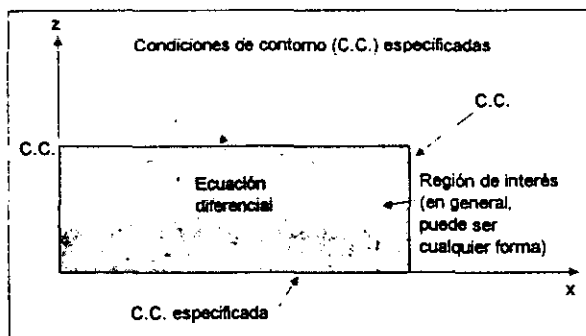 z
Condiciones de contorno (C.C.) especificadas
C.C.
C.C.
Ecuación
diferencial
Región de interés
(en general,
puede ser
cualquier forma)
x
C.C. especificada